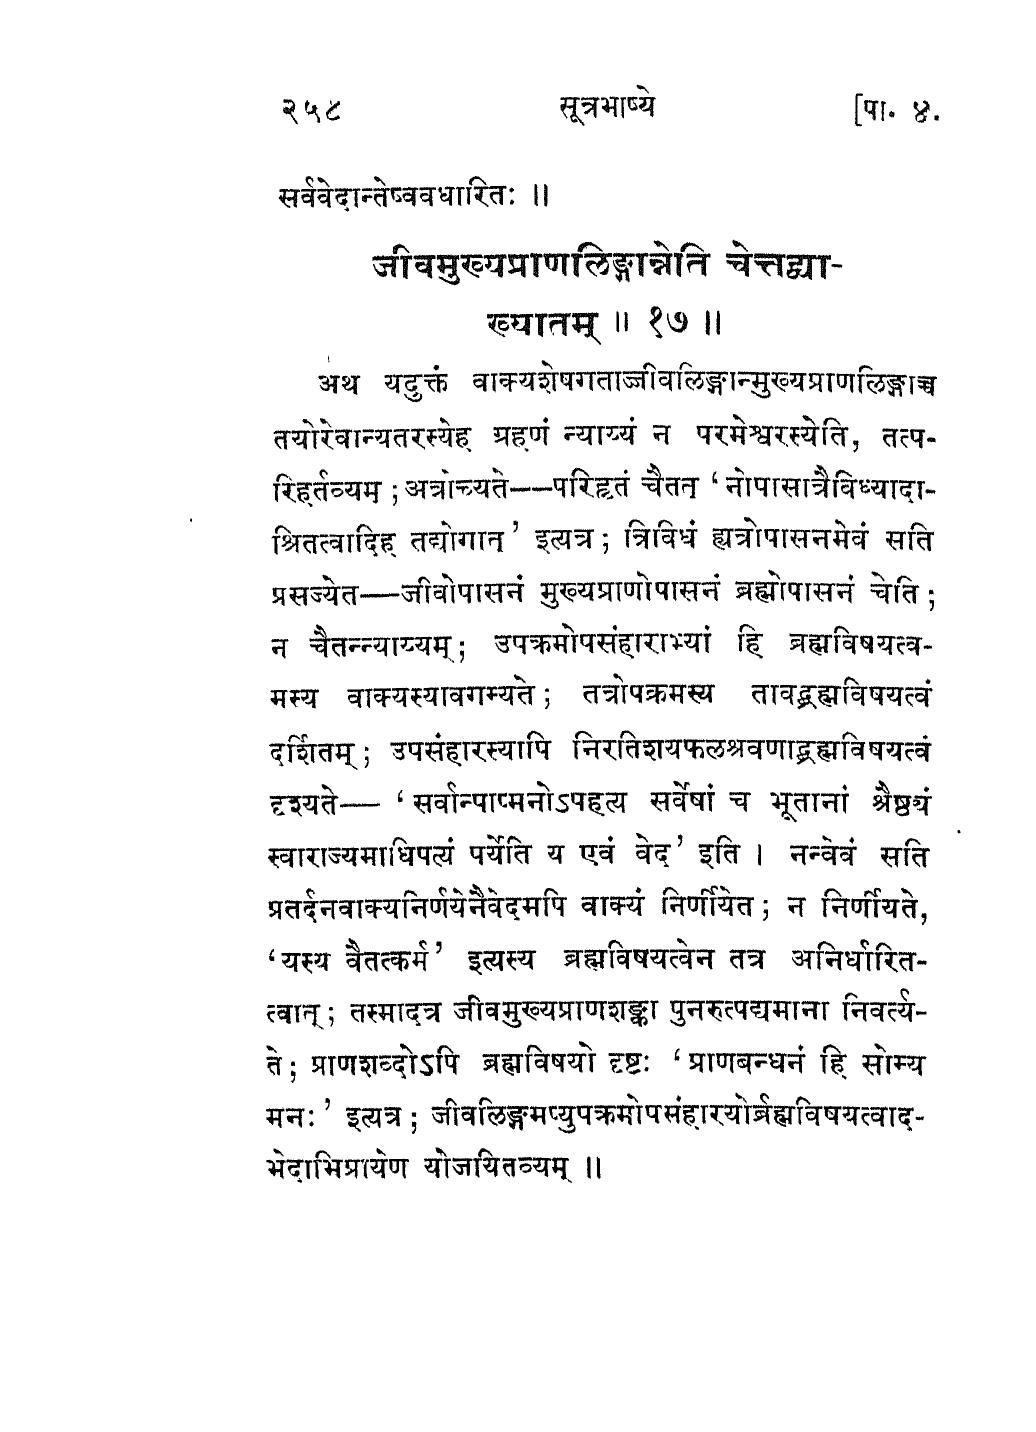 २५८ सूत्रभाष्ये [पा. ४.
सर्ववेदान्तेष्ववधारितः ॥
जीवमुख्यप्राणलिङ्गान्नेति चेत्तद्व्या-
ख्यातम् ॥ १७ ॥
अथ यदुक्तं वाक्यशेषगताज्जीवलिङ्गान्मुख्यप्राणलिङ्गाच्च
तयोरेवान्यतरस्येह ग्रहणं न्याय्यं न परमेश्वरस्येति, तत्प-
रिहर्तव्यम् ; अत्रोच्यते——परिहृतं चैतत् ‘ नोपासात्रैविध्यादा-
श्रितत्वादिह तद्योगात् ’ इत्यत्र ; त्रिविधं ह्यत्रोपासनमेवं सति
प्रसज्येत—जीवोपासनं मुख्यप्राणोपासनं ब्रह्मोपासनं चेति ;
न चैतन्न्याय्यम् ; उपक्रमोपसंहाराभ्यां हि ब्रह्मविषयत्व-
मस्य वाक्यस्यावगम्यते ; तत्रोपक्रमस्य तावद्ब्रह्मविषयत्वं
दर्शितम् ; उपसंहारस्यापि निरतिशयफलश्रवणाद्ब्रह्मविषयत्वं
दृश्यते— ‘ सर्वान्पाप्मनोऽपहत्य सर्वेषां च भूतानां श्रैष्ठ्यं
स्वाराज्यमाधिपत्यं पर्येति य एवं वेद ’ इति । नन्वेवं सति
प्रतर्दनवाक्यनिर्णयेनैवेदमपि वाक्यं निर्णीयेत ; न निर्णीयते,
‘ यस्य वैतत्कर्म ’ इत्यस्य ब्रह्मविषयत्वेन तत्र अनिर्धारित-
त्वात् ; तस्मादत्र जीवमुख्यप्राणशङ्का पुनरुत्पद्यमाना निवर्त्य-
ते ; प्राणशब्दोऽपि ब्रह्मविषयो दृष्टः ‘ प्राणबन्धनं हि सोम्य
मनः ’ इत्यत्र ; जीवलिङ्गमप्युपक्रमोपसंहारयोर्ब्रह्मविषयत्वाद-
भेदाभिप्रायेण योजयितव्यम् ॥